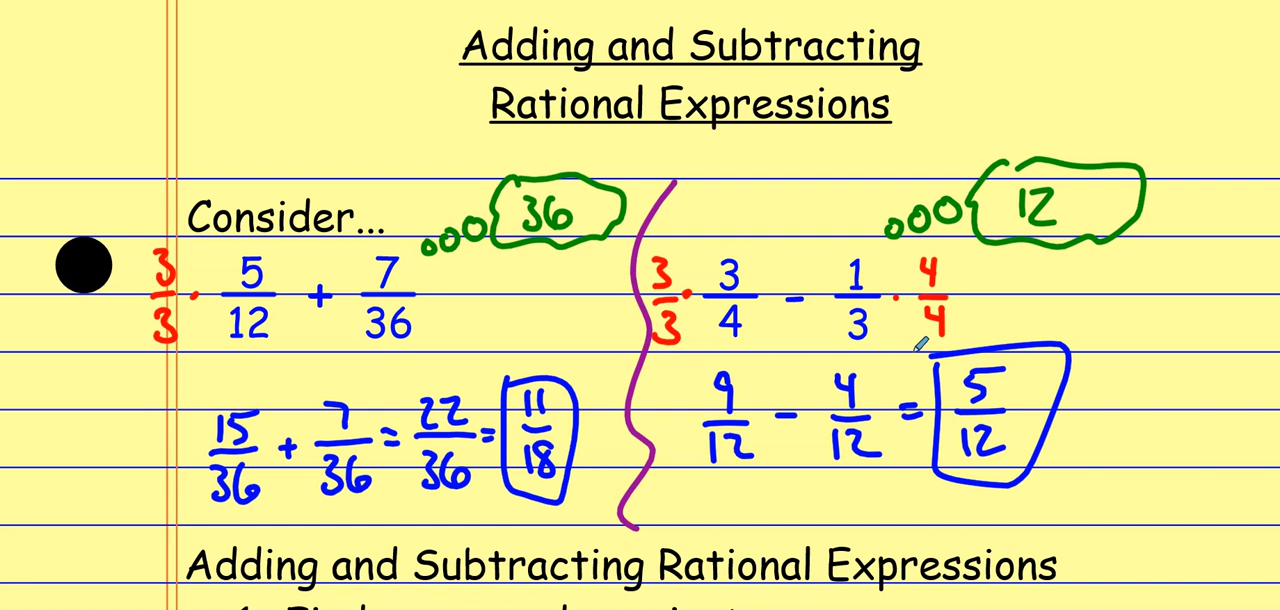 Adding and Subtracting
Rational Expressions
Consider...
36
3/3 · 5/12 + 7/36
15/36 + 7/36 = 22/36 = 11/18
12
3/3 · 3/4 - 1/3 · 4/4
9/12 - 4/12 = 5/12
Adding and Subtracting Rational Expressions